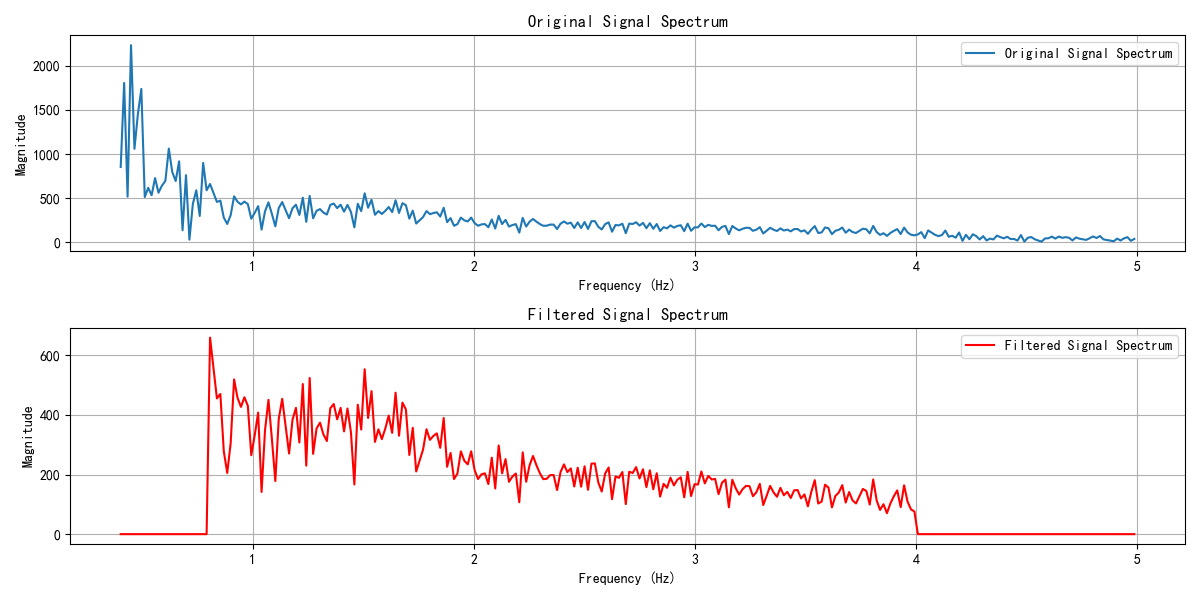 Original Signal Spectrum
Original Signal Spectrum
2000
1500
1000
500
0
Magnitude
1 2 3 4 5
Frequency (Hz)
Filtered Signal Spectrum
Filtered Signal Spectrum
600
400
200
0
Magnitude
1 2 3 4 5
Frequency (Hz)